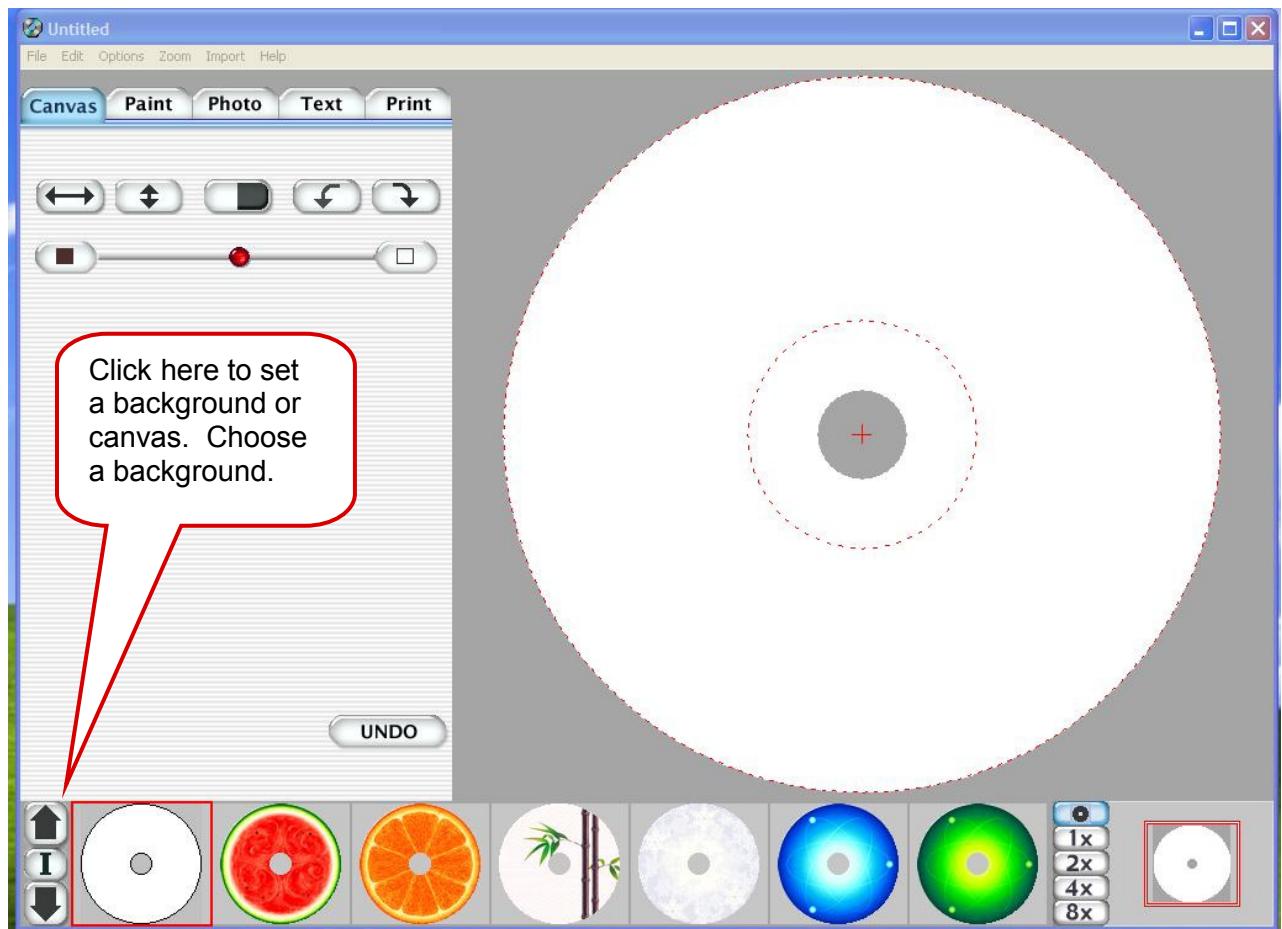 Untitled
File Edit Options Zoom Import Help
Canvas Paint Photo Text Print
Click here to set
a background or
canvas. Choose
a background.
UNDO
I
1x
2x
4x
8x